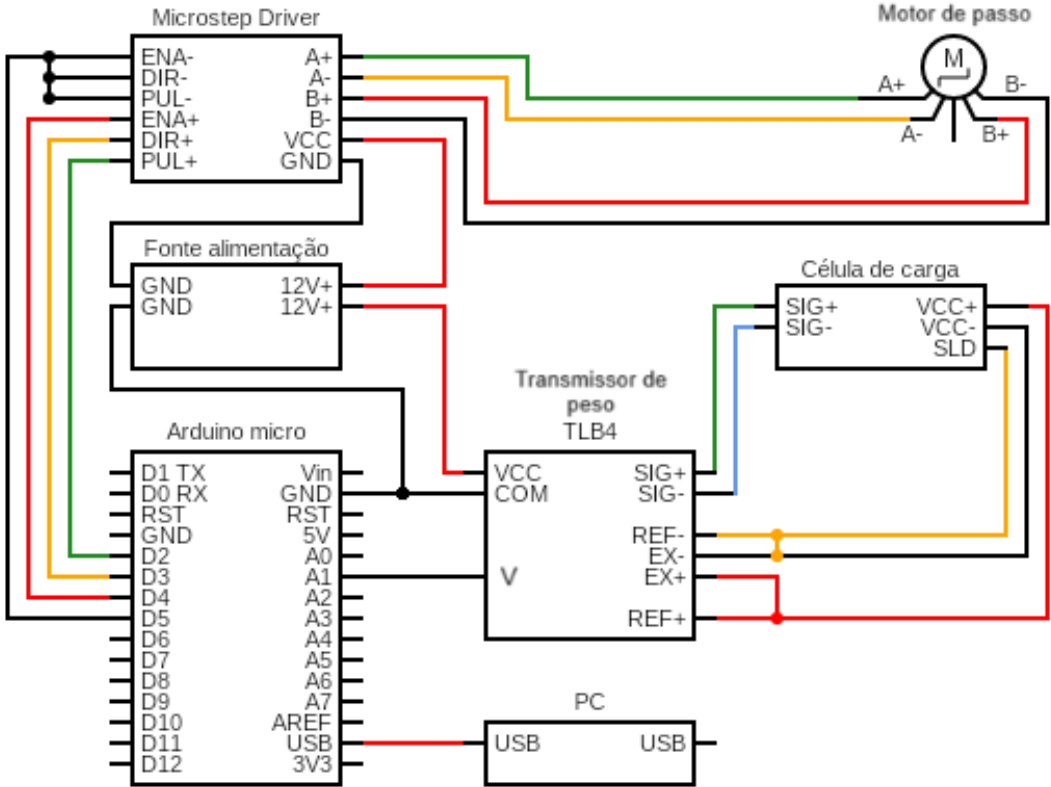 Microstep Driver
ENA-
DIR-
PUL-
ENA+
DIR+
PUL+
A+
A-
B+
B-
VCC
GND
Motor de passo
M
A+
B-
A-
B+
Fonte alimentação
GND
GND
12V+
12V+
Célula de carga
SIG+
SIG-
VCC+
VCC-
SLD
Arduino micro
D1 TX
D0 RX
RST
GND
D2
D3
D4
D5
D6
D7
D8
D9
D10
D11
D12
Vin
GND
RST
5V
A0
A1
A2
A3
A4
A5
A6
A7
AREF
USB
3V3
Transmissor de
peso
TLB4
VCC
COM
V
SIG+
SIG-
REF-
EX-
EX+
REF+
PC
USB
USB